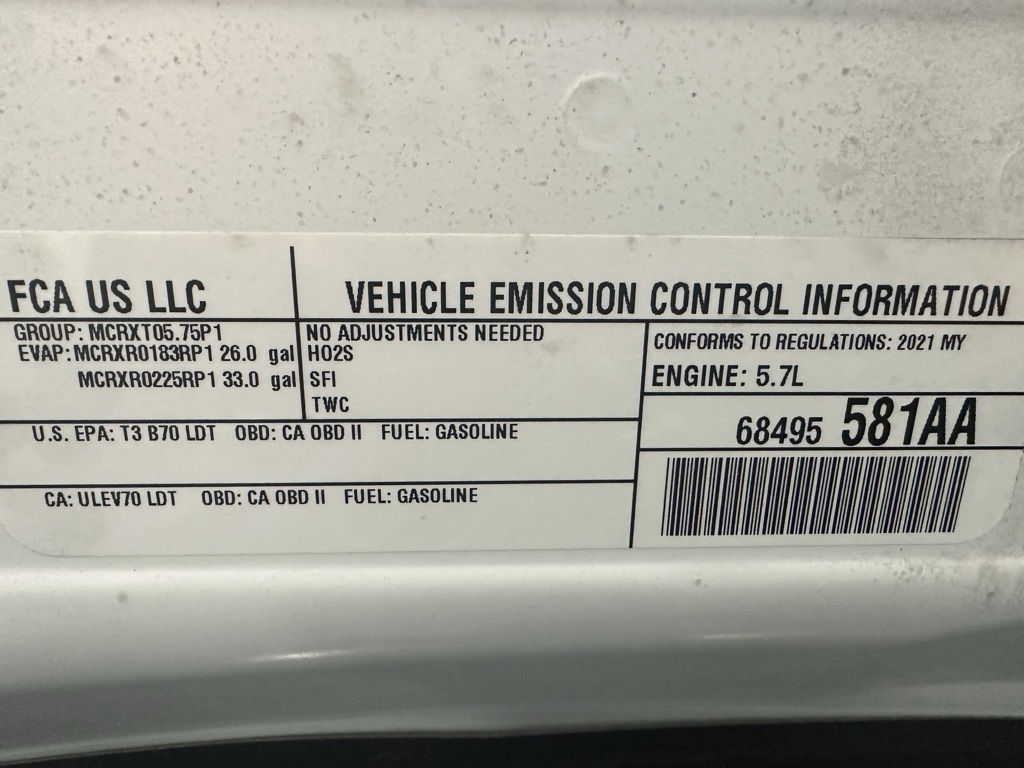 FCA US LLC
VEHICLE EMISSION CONTROL INFORMATION
GROUP: MCRXT05.75P1
EVAP: MCRXR0183RP1 26.0 gal
MCRXR0225RP1 33.0 gal
NO ADJUSTMENTS NEEDED
HO2S
SFI
TWC
CONFORMS TO REGULATIONS: 2021 MY
ENGINE: 5.7L
68495 581AA
U.S. EPA: T3 B70 LDT OBD: CA OBD II FUEL: GASOLINE
CA: ULEV70 LDT OBD: CA OBD II FUEL: GASOLINE